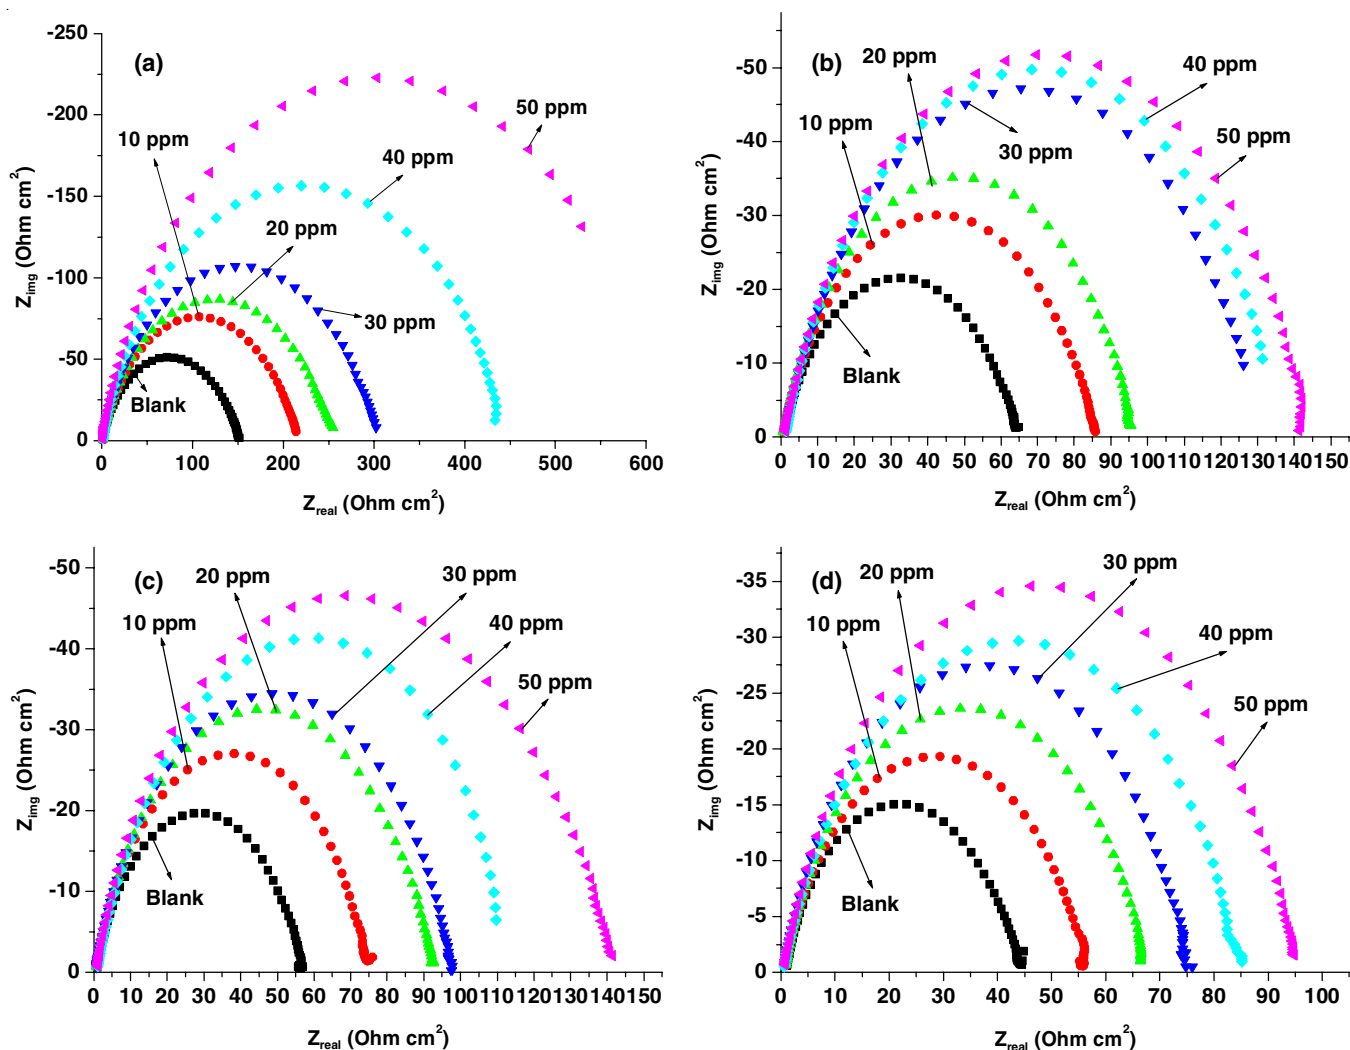 (a)
-250
-200
-150
-100
-50
0
Z_img (Ohm cm²)
50 ppm
10 ppm
40 ppm
20 ppm
30 ppm
Blank
0 100 200 300 400 500 600
Z_real (Ohm cm²)
(b)
-50
-40
-30
-20
-10
0
Z_img (Ohm cm²)
20 ppm
40 ppm
10 ppm
30 ppm
50 ppm
Blank
0 10 20 30 40 50 60 70 80 90 100 110 120 130 140 150
Z_real (Ohm cm²)
(c)
-50
-40
-30
-20
-10
0
Z_img (Ohm cm²)
20 ppm
30 ppm
10 ppm
40 ppm
50 ppm
Blank
0 10 20 30 40 50 60 70 80 90 100 110 120 130 140 150
Z_real (Ohm cm²)
(d)
-35
-30
-25
-20
-15
-10
-5
0
Z_img (Ohm cm²)
20 ppm
30 ppm
10 ppm
40 ppm
50 ppm
Blank
0 10 20 30 40 50 60 70 80 90 100
Z_real (Ohm cm²)